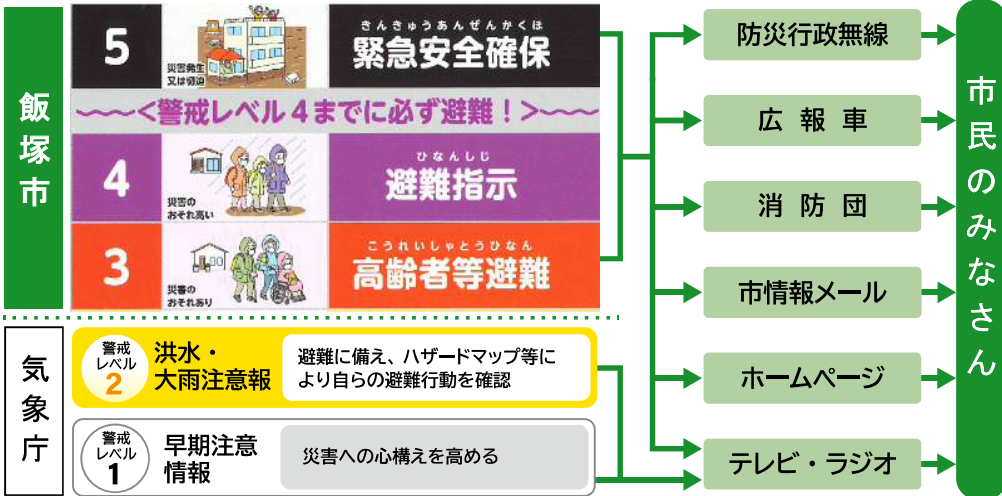 飯塚市
5
災害発生
又は切迫
きんきゅうあんぜんかくほ
緊急安全確保
<警戒レベル4までに必ず避難！>
4
災害の
おそれ高い
ひなんしじ
避難指示
3
災害の
おそれあり
こうれいしゃとうひなん
高齢者等避難
気象庁
警戒
レベル
2
洪水・
大雨注意報
避難に備え、ハザードマップ等に
より自らの避難行動を確認
警戒
レベル
1
早期注意
情報
災害への心構えを高める
防災行政無線
広報車
消防団
市情報メール
ホームページ
テレビ・ラジオ
市民のみなさん